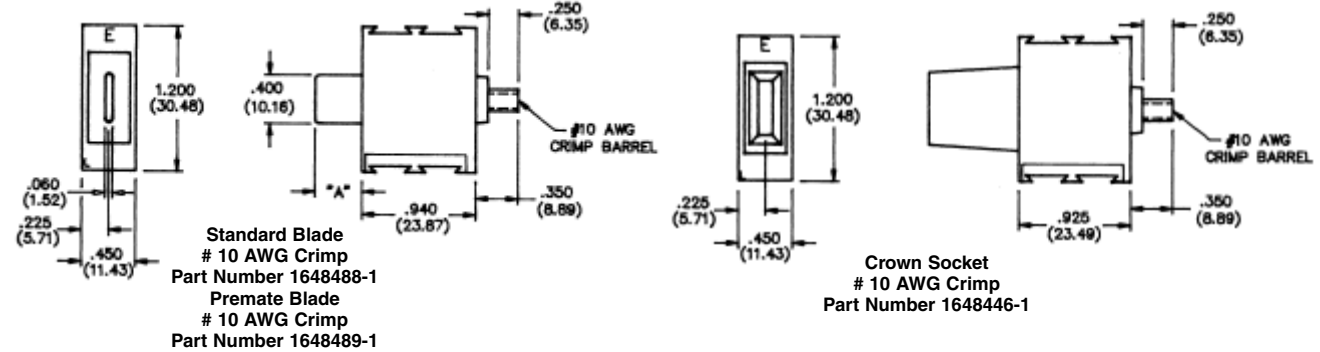 E
1.200
(30.48)
.060
(1.52)
.225
(5.71)
.450
(11.43)
.400
(10.16)
.250
(6.35)
#10 AWG
CRIMP BARREL
"A"
.940
(23.87)
.350
(8.89)
Standard Blade
# 10 AWG Crimp
Part Number 1648488-1
Premate Blade
# 10 AWG Crimp
Part Number 1648489-1
E
1.200
(30.48)
.225
(5.71)
.450
(11.43)
.250
(6.35)
#10 AWG
CRIMP BARREL
.925
(23.49)
.350
(8.89)
Crown Socket
# 10 AWG Crimp
Part Number 1648446-1